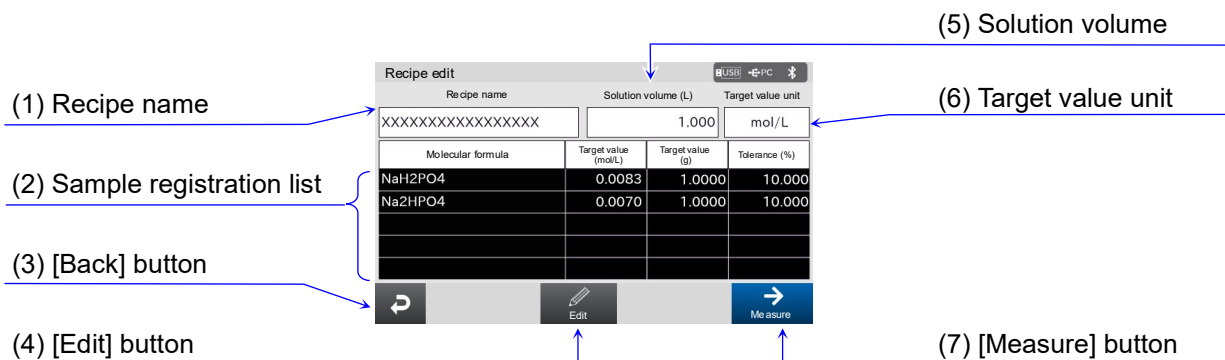 (5) Solution volume
Recipe edit
USB PC
(1) Recipe name
Recipe name Solution volume (L) Target value unit
(6) Target value unit
XXXXXXXXXXXXXXXXX 1.000 mol/L
Molecular formula Target value (mol/L) Target value (g) Tolerance (%)
(2) Sample registration list
NaH2PO4 0.0083 1.0000 10.000
Na2HPO4 0.0070 1.0000 10.000
(3) [Back] button
Edit Measure
(4) [Edit] button
(7) [Measure] button